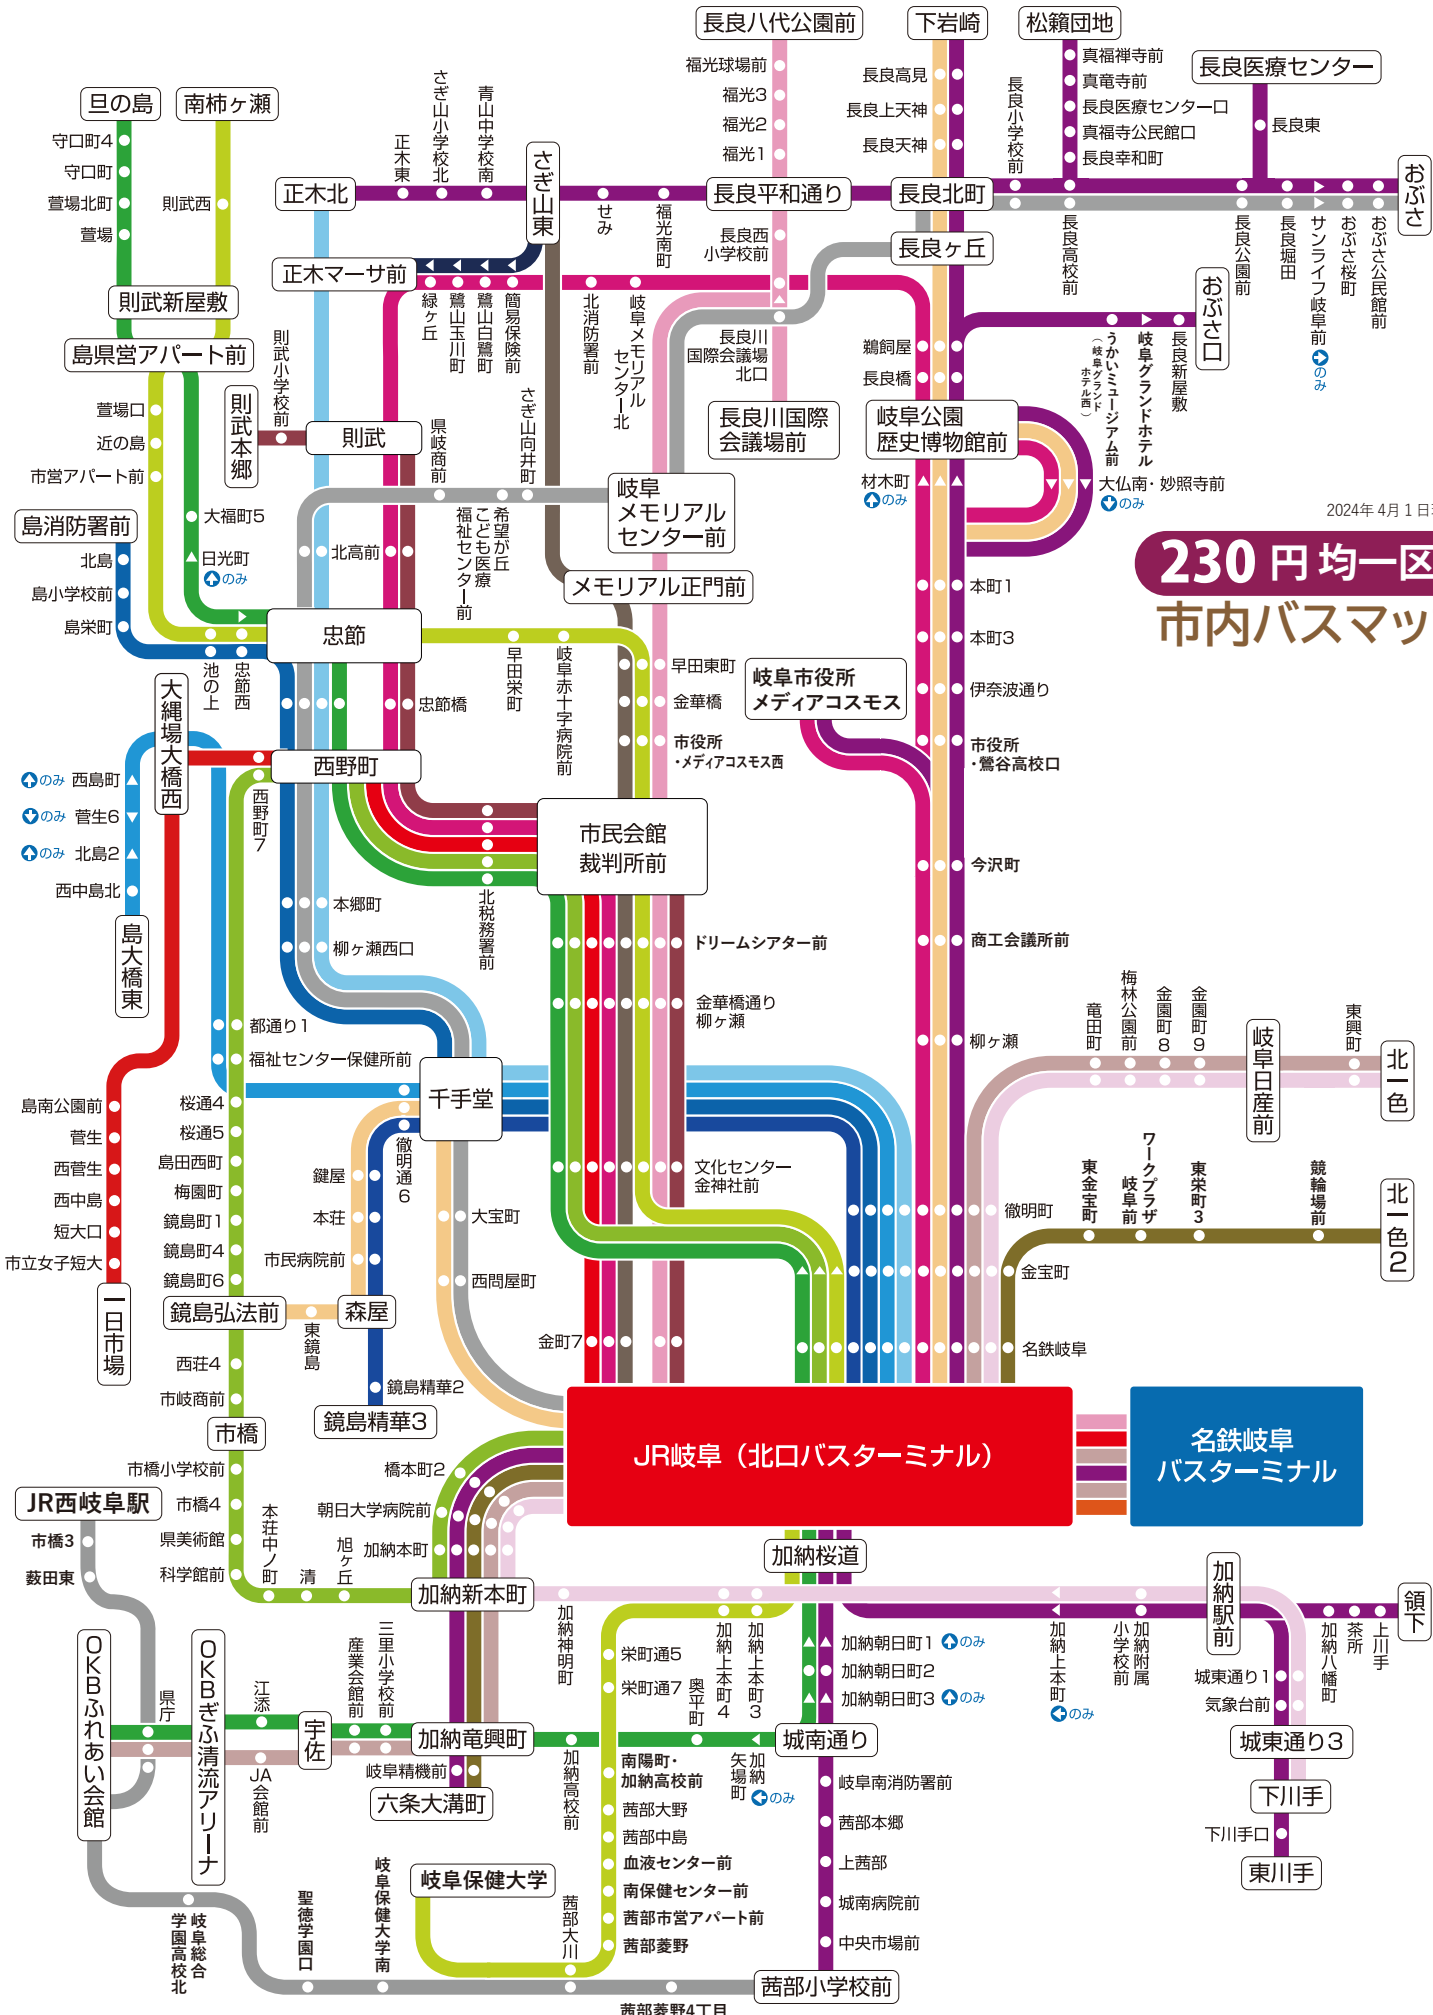 長良八代公園前
下岩崎
松籟団地
長良医療センター
旦の島
南柿ヶ瀬
福光球場前
福光3
福光2
福光1
長良高見
長良上天神
長良天神
長良小学校前
真福禅寺前
真竜寺前
長良医療センター口
真福寺公民館口
長良幸和町
長良東
おぶさ
守口町4
守口町
萱場北町
萱場
則武西
正木東
さぎ山小学校北
青山中学校南
さぎ山東
正木北
せみ
福光南町
長良平和通り
長良北町
長良西
小学校前
長良ヶ丘
長良高校前
長良公園前
長良堀田
サンライフ岐阜前
のみ
おぶさ桜町
おぶさ公民館前
正木マーサ前
則武新屋敷
緑ヶ丘
鷺山玉川町
鷺山白鷺町
簡易保険前
北消防署前
岐阜メモリアル
センター北
おぶさ口
島県営アパート前
則武小学校前
則武本郷
則武
県岐商前
さぎ山向井町
長良川
国際会議場
北口
鵜飼屋
長良橋
うかいミュージアム前
（岐阜グランド
ホテル西）
岐阜グランドホテル
長良新屋敷
長良川国際
会議場前
岐阜公園
歴史博物館前
萱場口
近の島
市営アパート前
材木町
のみ
大仏南・妙照寺前
のみ
岐阜
メモリアル
センター前
島消防署前
大福町5
日光町
のみ
北高前
希望が丘
こども医療
福祉センター前
2024年4月1日
230円均一区
市内バスマッ
北島
島小学校前
島栄町
メモリアル正門前
本町1
本町3
忠節
池の上
忠節西
早田栄町
岐阜赤十字病院前
早田東町
金華橋
市役所
・メディアコスモス西
岐阜市役所
メディアコスモス
伊奈波通り
市役所
・鶯谷高校口
大縄場大橋西
忠節橋
西野町
西野町7
のみ 西島町
のみ 菅生6
のみ 北島2
西中島北
島大橋東
市民会館
裁判所前
今沢町
商工会議所前
本郷町
柳ヶ瀬西口
北税務署前
ドリームシアター前
金華橋通り
柳ヶ瀬
柳ヶ瀬
都通り1
福祉センター保健所前
竜田町
梅林公園前
金園町8
金園町9
岐阜日産前
東興町
北一色
千手堂
徹明通6
島南公園前
菅生
西菅生
西中島
短大口
市立女子短大
一日市場
桜通4
桜通5
島田西町
梅園町
鏡島町1
鏡島町4
鏡島町6
鍵屋
本荘
市民病院前
大宝町
西問屋町
文化センター
金神社前
徹明町
東金宝町
ワークプラザ
岐阜前
東栄町3
競輪場前
北一色2
金宝町
鏡島弘法前
東鏡島
森屋
金町7
名鉄岐阜
西荘4
市岐商前
鏡島精華2
鏡島精華3
市橋
JR岐阜（北口バスターミナル）
名鉄岐阜
バスターミナル
市橋小学校前
市橋4
県美術館
科学館前
橋本町2
朝日大学病院前
加納本町
JR西岐阜駅
市橋3
薮田東
本荘中ノ町
清
旭ヶ丘
加納新本町
加納桜道
加納駅前
領下
加納神明町
加納上本町4
加納上本町3
加納朝日町1 のみ
加納朝日町2
加納朝日町3 のみ
加納上本町
のみ
加納附属
小学校前
加納八幡町
茶所
上川手
城東通り1
気象台前
城東通り3
下川手
下川手口
東川手
OKBふれあい会館
県庁
OKBぎふ清流アリーナ
江添
JA会館前
宇佐
産業会館前
三里小学校前
加納竜興町
岐阜精機前
六条大溝町
加納高校前
栄町通5
栄町通7
奥平町
加納
矢場町
のみ
城南通り
南陽町・
加納高校前
茜部大野
茜部中島
血液センター前
南保健センター前
茜部市営アパート前
茜部菱野
岐阜南消防署前
茜部本郷
上茜部
城南病院前
中央市場前
茜部小学校前
岐阜保健大学
茜部大川
岐阜総合
学園高校北
聖徳学園口
岐阜保健大学南
茜部菱野4丁目